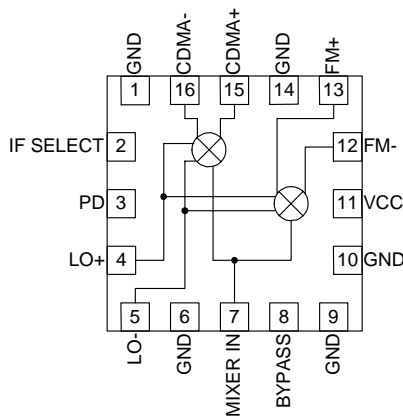 GND
CDMA-
CDMA+
GND
FM+
1
16
15
14
13
IF SELECT
2
12
FM-
PD
3
11
VCC
LO+
4
10
GND
5
6
7
8
9
LO-
GND
MIXER IN
BYPASS
GND